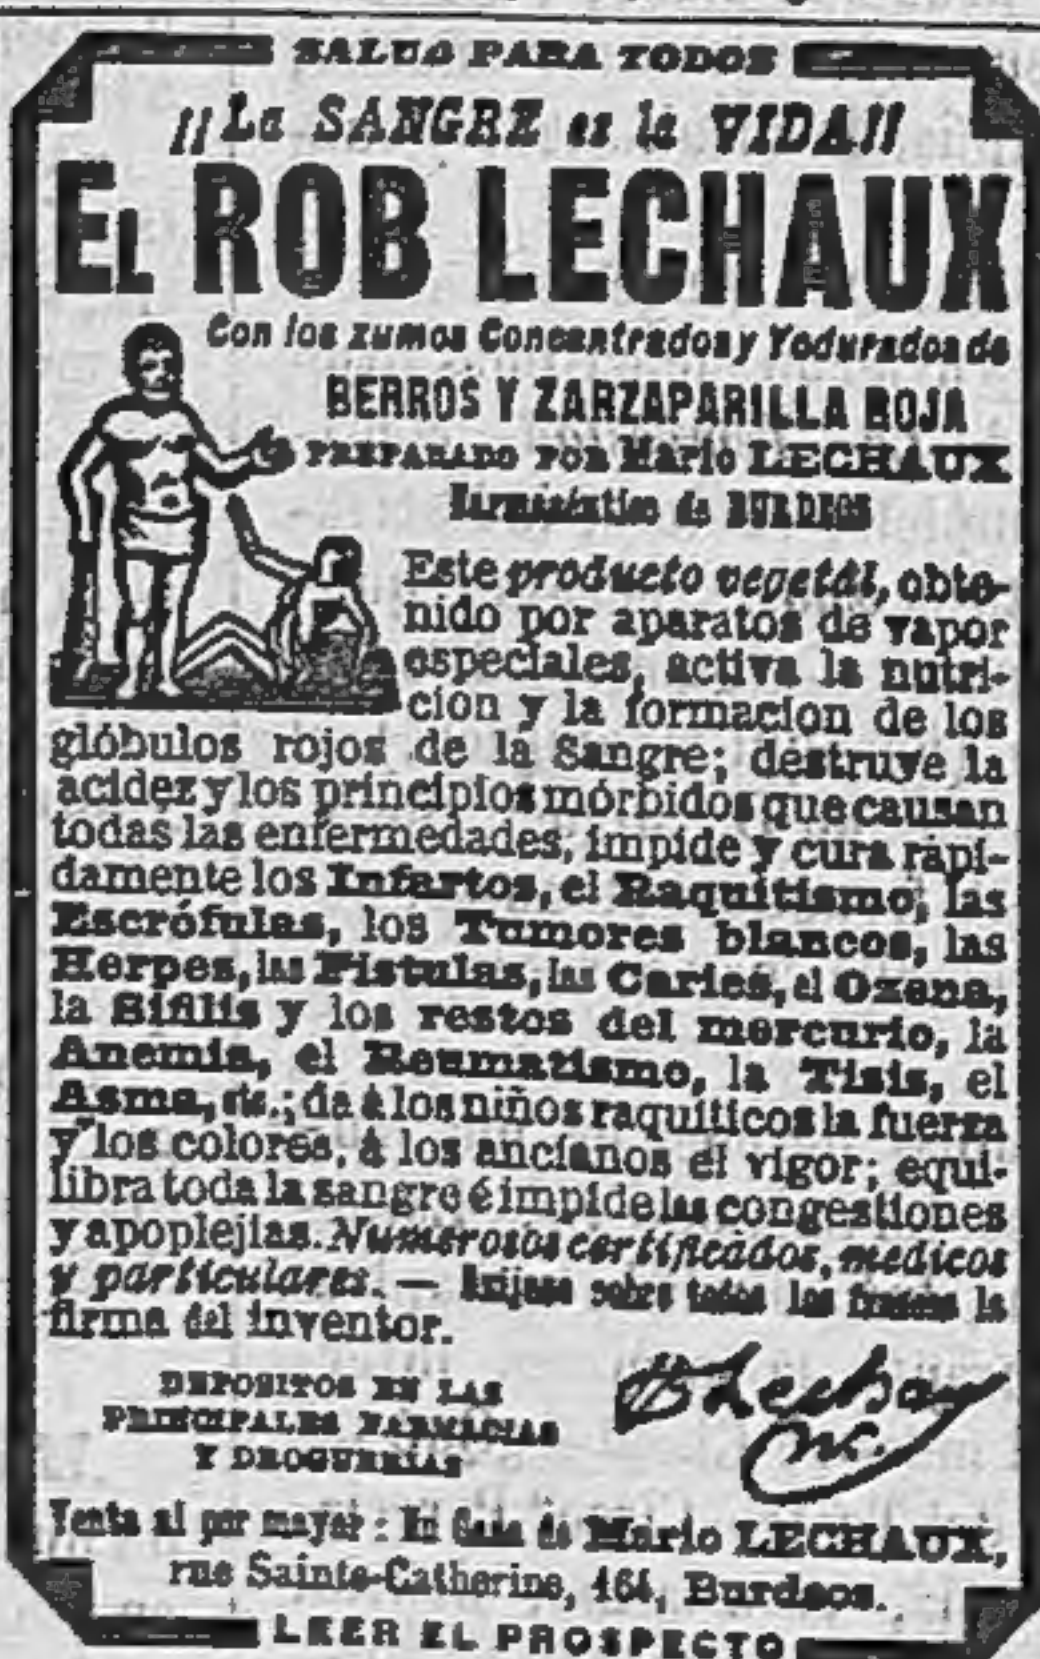 SALUD PARA TODOS
¡¡La SANGRE es la VIDA!!
EL ROB LECHAUX
Con los zumos Concentrados y Yodurados de
BERROS Y ZARZAPARILLA ROJA
PREPARADO POR Mario LECHAUX
Farmacéutico de BURDEOS
Este producto vegetal, obte-
nido por aparatos de vapor
especiales, activa la nutri-
cion y la formacion de los
glóbulos rojos de la Sangre; destruye la
acidez y los principios mórbidos que causan
todas las enfermedades; impide y cura rápi-
damente los Infartos, el Raquitismo, las
Escrófulas, los Tumores blancos, las
Herpes, las Fistulas, las Caries, el Ozena,
la Sífilis y los restos del mercurio, la
Anemia, el Reumatismo, la Tisis, el
Asma, etc.; da á los niños raquíticos la fuerza
y los colores, á los ancianos el vigor; equi-
libra toda la sangre é impide las congestiones
y apoplejias. Numerosos certificados, medicos
y particulares. — Exijase sobre todos los frascos la
firma del inventor.
DEPOSITOS EN LAS
PRINCIPALES FARMACIAS
Y DROGUERÍAS
Lechaux
Venta al por mayor: En Casa de Mario LECHAUX,
rue Sainte-Catherine, 164, Burdeos.
LEER EL PROSPECTO